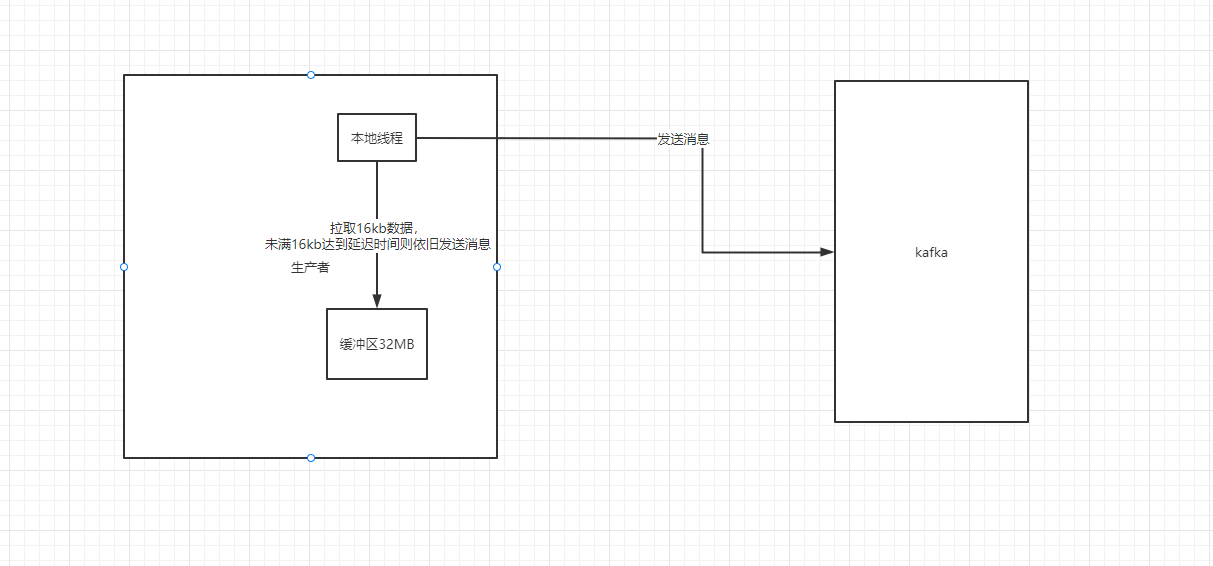 本地线程
发送消息
拉取16kb数据，
未满16kb达到延迟时间则依旧发送消息
生产者
kafka
缓冲区32MB